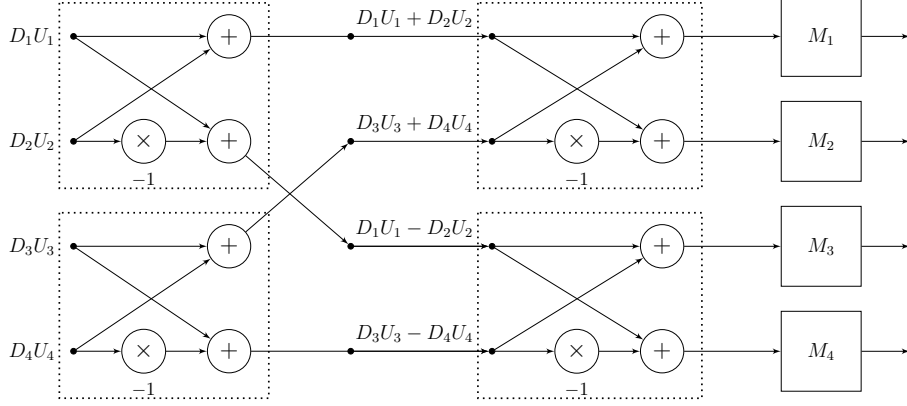 D₁U₁
+
D₁U₁ + D₂U₂
+
M₁
D₂U₂
×
−1
+
D₃U₃ + D₄U₄
×
−1
+
M₂
D₃U₃
+
D₁U₁ − D₂U₂
+
M₃
D₄U₄
×
−1
+
D₃U₃ − D₄U₄
×
−1
+
M₄